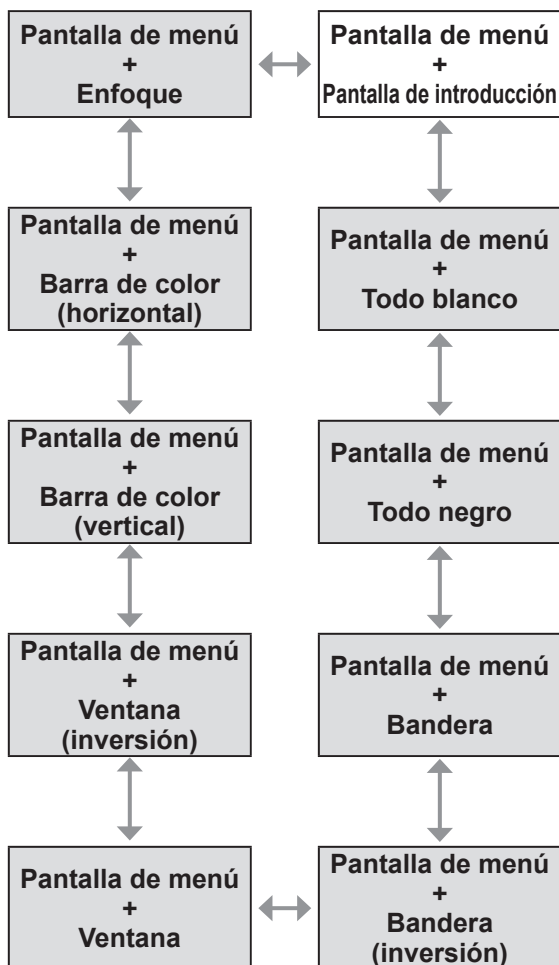 Pantalla de menú
+
Enfoque
Pantalla de menú
+
Pantalla de introducción
Pantalla de menú
+
Barra de color
(horizontal)
Pantalla de menú
+
Todo blanco
Pantalla de menú
+
Barra de color
(vertical)
Pantalla de menú
+
Todo negro
Pantalla de menú
+
Ventana
(inversión)
Pantalla de menú
+
Bandera
Pantalla de menú
+
Ventana
Pantalla de menú
+
Bandera
(inversión)